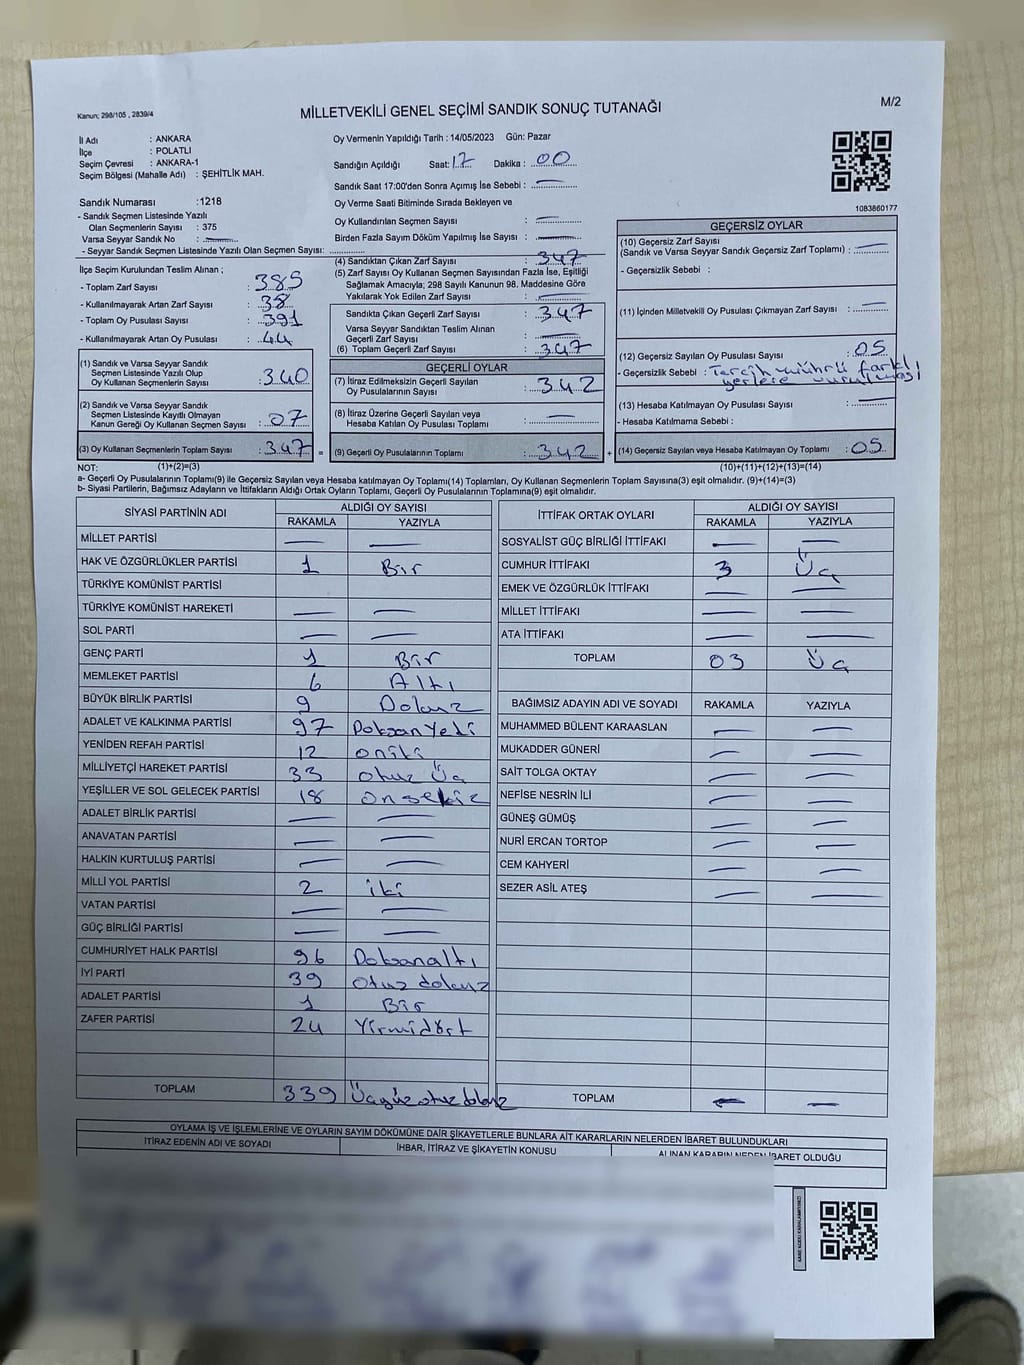 Kanun; 298/105 , 2839/4
MİLLETVEKİLİ GENEL SEÇİMİ SANDIK SONUÇ TUTANAĞI
M/2
İl Adı : ANKARA
İlçe : POLATLI
Seçim Çevresi : ANKARA-1
Seçim Bölgesi (Mahalle Adı) : ŞEHİTLİK MAH.
Oy Vermenin Yapıldığı Tarih : 14/05/2023 Gün: Pazar
Sandığın Açıldığı Saat: 17 Dakika: 00
Sandık Saat 17:00'den Sonra Açımış İse Sebebi : —
Oy Verme Saati Bitiminde Sırada Bekleyen ve
Oy Kullandırılan Seçmen Sayısı : —
Birden Fazla Sayım Döküm Yapılmış İse Sayısı : —
1083860177
Sandık Numarası :1218
- Sandık Seçmen Listesinde Yazılı
Olan Seçmenlerin Sayısı : 375
Varsa Seyyar Sandık No : —
- Seyyar Sandık Seçmen Listesinde Yazılı Olan Seçmen Sayısı:
İlçe Seçim Kurulundan Teslim Alınan ;
- Toplam Zarf Sayısı : 385
- Kullanılmayarak Artan Zarf Sayısı : 38
- Toplam Oy Pusulası Sayısı : 391
- Kullanılmayarak Artan Oy Pusulası : 44
(1) Sandık ve Varsa Seyyar Sandık
Seçmen Listesinde Yazılı Olup
Oy Kullanan Seçmenlerin Sayısı : 340
(2) Sandık ve Varsa Seyyar Sandık
Seçmen Listesinde Kayıtlı Olmayan
Kanun Gereği Oy Kullanan Seçmen Sayısı : 07
(3) Oy Kullanan Seçmenlerin Toplam Sayısı : 347
(4) Sandıktan Çıkan Zarf Sayısı : 347
(5) Zarf Sayısı Oy Kullanan Seçmen Sayısından Fazla İse, Eşitliği
Sağlamak Amacıyla; 298 Sayılı Kanunun 98. Maddesine Göre
Yakılarak Yok Edilen Zarf Sayısı : —
Sandıkta Çıkan Geçerli Zarf Sayısı : 347
Varsa Seyyar Sandıktan Teslim Alınan
Geçerli Zarf Sayısı : —
(6) Toplam Geçerli Zarf Sayısı : 347
GEÇERLİ OYLAR
(7) İtiraz Edilmeksizin Geçerli Sayılan
Oy Pusulalarının Sayısı : 342
(8) İtiraz Üzerine Geçerli Sayılan veya
Hesaba Katılan Oy Pusulası Toplamı : —
= (9) Geçerli Oy Pusulalarının Toplamı : 342 +
GEÇERSİZ OYLAR
(10) Geçersiz Zarf Sayısı
(Sandık ve Varsa Seyyar Sandık Geçersiz Zarf Toplamı) : —
- Geçersizlik Sebebi :
(11) İçinden Milletvekili Oy Pusulası Çıkmayan Zarf Sayısı : —
(12) Geçersiz Sayılan Oy Pusulası Sayısı : 05
- Geçersizlik Sebebi : Tercih mührü farklı
yerlere vurulması
(13) Hesaba Katılmayan Oy Pusulası Sayısı : —
- Hesaba Katılmama Sebebi :
(14) Geçersiz Sayılan veya Hesaba Katılmayan Oy Toplamı : 05
NOT: (1)+(2)=(3) (10)+(11)+(12)+(13)=(14)
a- Geçerli Oy Pusulalarının Toplamı(9) ile Geçersiz Sayılan veya Hesaba katılmayan Oy Toplamı(14) Toplamları, Oy Kullanan Seçmenlerin Toplam Sayısına(3) eşit olmalıdır. (9)+(14)=(3)
b- Siyasi Partilerin, Bağımsız Adayların ve İttifakların Aldığı Ortak Oyların Toplamı, Geçerli Oy Pusulalarının Toplamına(9) eşit olmalıdır.
SİYASİ PARTİNİN ADI ALDIĞI OY SAYISI
RAKAMLA YAZIYLA
MİLLET PARTİSİ — —
HAK VE ÖZGÜRLÜKLER PARTİSİ 1 Bir
TÜRKİYE KOMÜNİST PARTİSİ
TÜRKİYE KOMÜNİST HAREKETİ — —
SOL PARTİ — —
GENÇ PARTİ 1 Bir
MEMLEKET PARTİSİ 6 Altı
BÜYÜK BİRLİK PARTİSİ 9 Dokuz
ADALET VE KALKINMA PARTİSİ 97 Doksan Yedi
YENİDEN REFAH PARTİSİ 12 oniki
MİLLİYETÇİ HAREKET PARTİSİ 33 otuz Üç
YEŞİLLER VE SOL GELECEK PARTİSİ 18 onsekiz
ADALET BİRLİK PARTİSİ — —
ANAVATAN PARTİSİ — —
HALKIN KURTULUŞ PARTİSİ — —
MİLLİ YOL PARTİSİ 2 iki
VATAN PARTİSİ — —
GÜÇ BİRLİĞİ PARTİSİ — —
CUMHURİYET HALK PARTİSİ 96 Doksanaltı
İYİ PARTİ 39 otuz dokuz
ADALET PARTİSİ 1 Bir
ZAFER PARTİSİ 24 Yirmidört
TOPLAM 339 Üçyüzotuzdokuz
İTTİFAK ORTAK OYLARI ALDIĞI OY SAYISI
RAKAMLA YAZIYLA
SOSYALİST GÜÇ BİRLİĞİ İTTİFAKI — —
CUMHUR İTTİFAKI 3 Üç
EMEK VE ÖZGÜRLÜK İTTİFAKI — —
MİLLET İTTİFAKI — —
ATA İTTİFAKI — —
TOPLAM 03 Üç
BAĞIMSIZ ADAYIN ADI VE SOYADI RAKAMLA YAZIYLA
MUHAMMED BÜLENT KARAASLAN — —
MUKADDER GÜNERİ — —
SAİT TOLGA OKTAY — —
NEFİSE NESRİN İLİ — —
GÜNEŞ GÜMÜŞ — —
NURİ ERCAN TORTOP — —
CEM KAHYERİ — —
SEZER ASİL ATEŞ — —
TOPLAM — —
OYLAMA İŞ VE İŞLEMLERİNE VE OYLARIN SAYIM DÖKÜMÜNE DAİR ŞİKAYETLERLE BUNLARA AİT KARARLARIN NELERDEN İBARET BULUNDUKLARI
İTİRAZ EDENİN ADI VE SOYADI İHBAR, İTİRAZ VE ŞİKAYETİN KONUSU ALINAN KARARIN NEDEN İBARET OLDUĞU